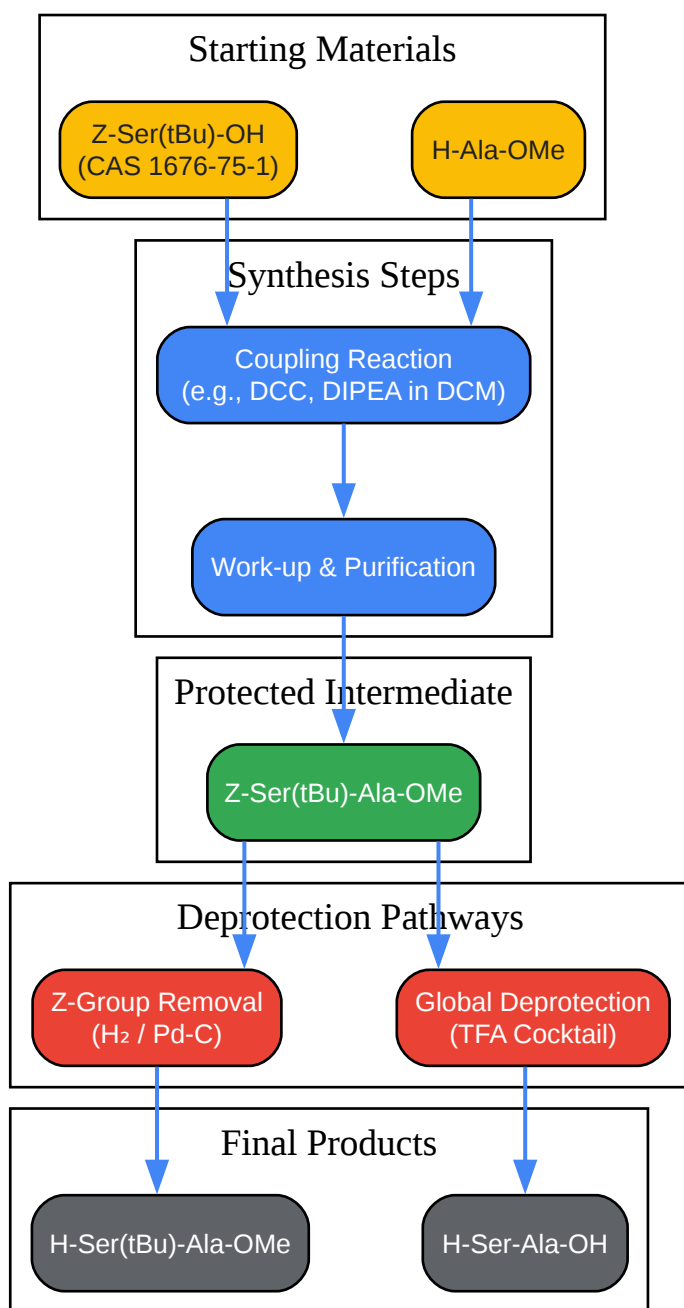 Starting Materials
Z-Ser(tBu)-OH
(CAS 1676-75-1)
H-Ala-OMe
Synthesis Steps
Coupling Reaction
(e.g., DCC, DIPEA in DCM)
Work-up & Purification
Protected Intermediate
Z-Ser(tBu)-Ala-OMe
Deprotection Pathways
Z-Group Removal
(H₂ / Pd-C)
Global Deprotection
(TFA Cocktail)
Final Products
H-Ser(tBu)-Ala-OMe
H-Ser-Ala-OH